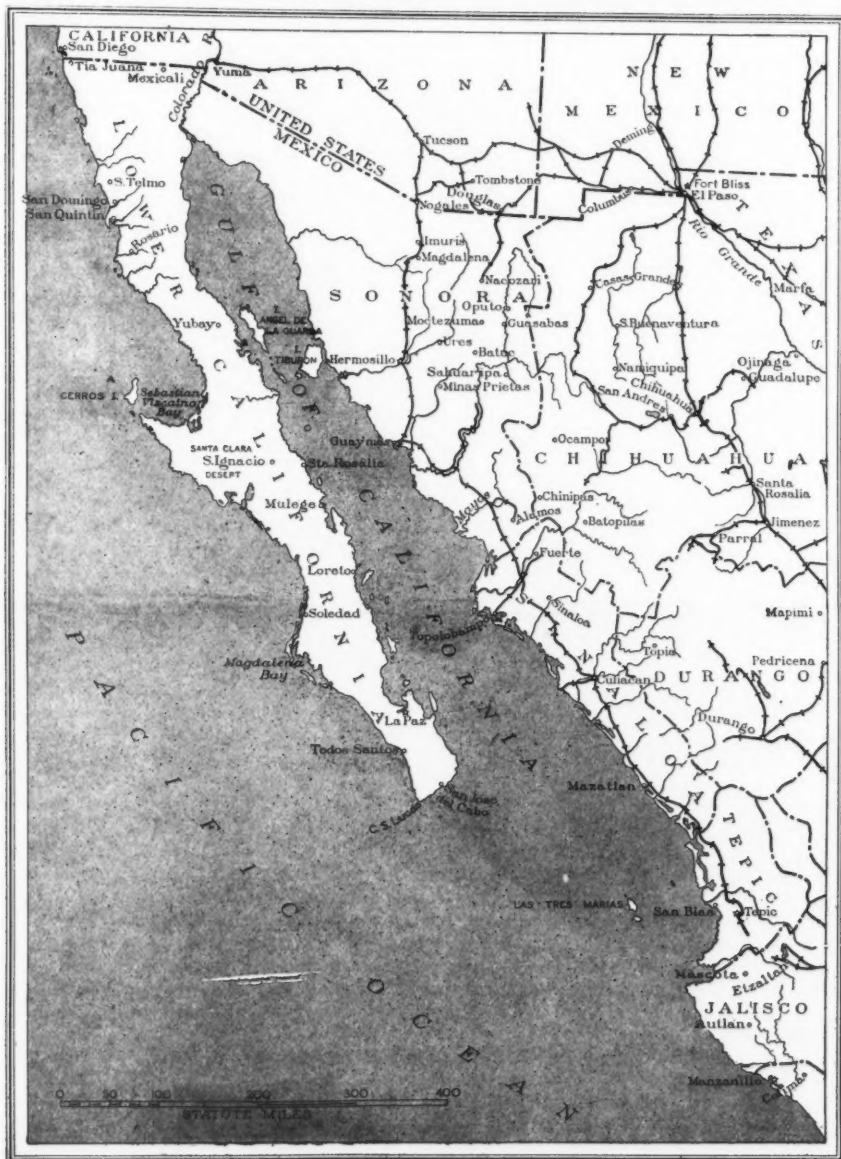 CALIFORNIA
San Diego
Tia Juana
Mexicali
Yuma
Colorado R.
ARIZONA
NEW
MEXICO
UNITED STATES
MEXICO
Tucson
Deming
Tombstone
Fort Bliss
El Paso
Douglas
Nogales
Columbus
TEXAS
Rio Grande
S. Telmo
San Domingo
San Quintin
Rosario
LOWER CALIFORNIA
GULF OF CALIFORNIA
Imuris
Magdalena
SONORA
Nacozari
Casas Grandes
Marfa
Oputo
I.
ANGEL DE
LA GUARDA
Moctezuma
Guasabas
S. Buenaventura
Yubay
Ures
I.
TIBURON
Hermosillo
Batuc
Ojinaga
Guadalupe
Sahuaripa
Minas Prietas
Namiquipa
Chihuahua
San Andres
CERROS I.
Sebastian
Vizcaino
Bay
Guaymas
Ocampo
CHIHUAHUA
SANTA CLARA
DESERT
S. Ignacio
Sta Rosalia
Santa
Rosalia
Mayo
Chinipas
Alamos
Batopilas
Mulege
Jimenez
Parral
Fuerte
Loreto
Sinaloa
SINALOA
Soledad
Topolobampo
Mapimi
Topia
Magdalena
Bay
Pedricena
Culiacan
DURANGO
Durango
La Paz
Todos Santos
San Jose
del Cabo
C. S. Lucas
Mazatlan
TEPIC
LAS TRES MARIAS
San Blas
Tepic
Mascota
Etzaltan
JALISCO
Autlan
Manzanillo
Colima
PACIFIC OCEAN
0 50 100 200 300 400
STATUTE MILES